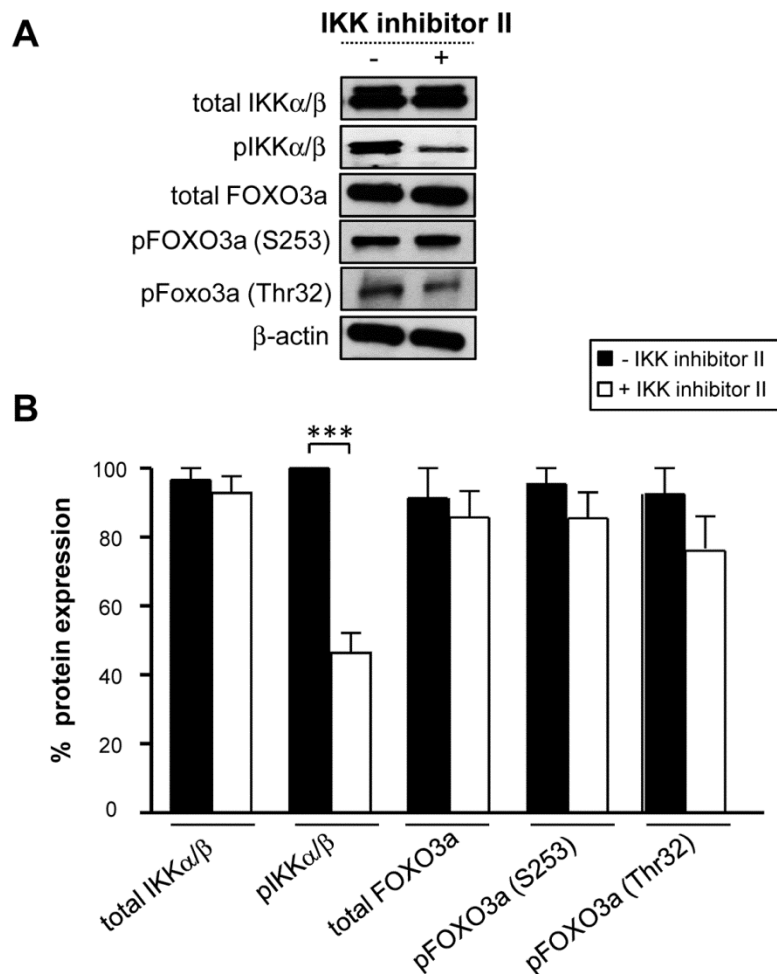 A
IKK inhibitor II
- +
total IKKα/β
pIKKα/β
total FOXO3a
pFOXO3a (S253)
pFoxo3a (Thr32)
β-actin
- IKK inhibitor II
+ IKK inhibitor II
B
***
100
80
60
40
20
0
% protein expression
total IKKα/β
pIKKα/β
total FOXO3a
pFOXO3a (S253)
pFOXO3a (Thr32)